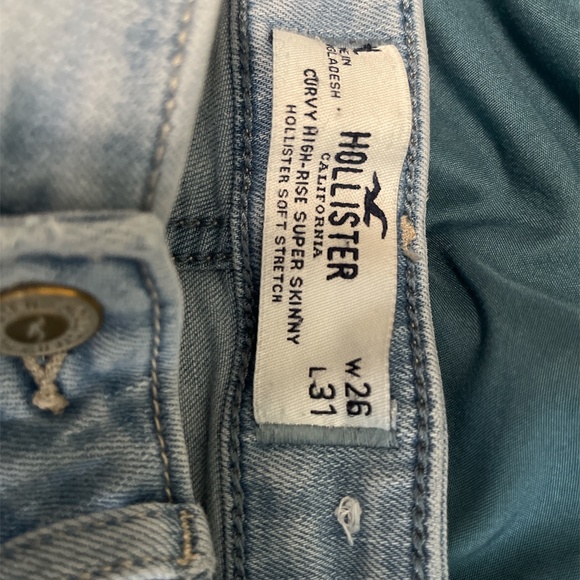 HOLLISTER
CALIFORNIA
CURVY HIGH-RISE SUPER SKINNY
HOLLISTER SOFT STRETCH
W 26
L 31